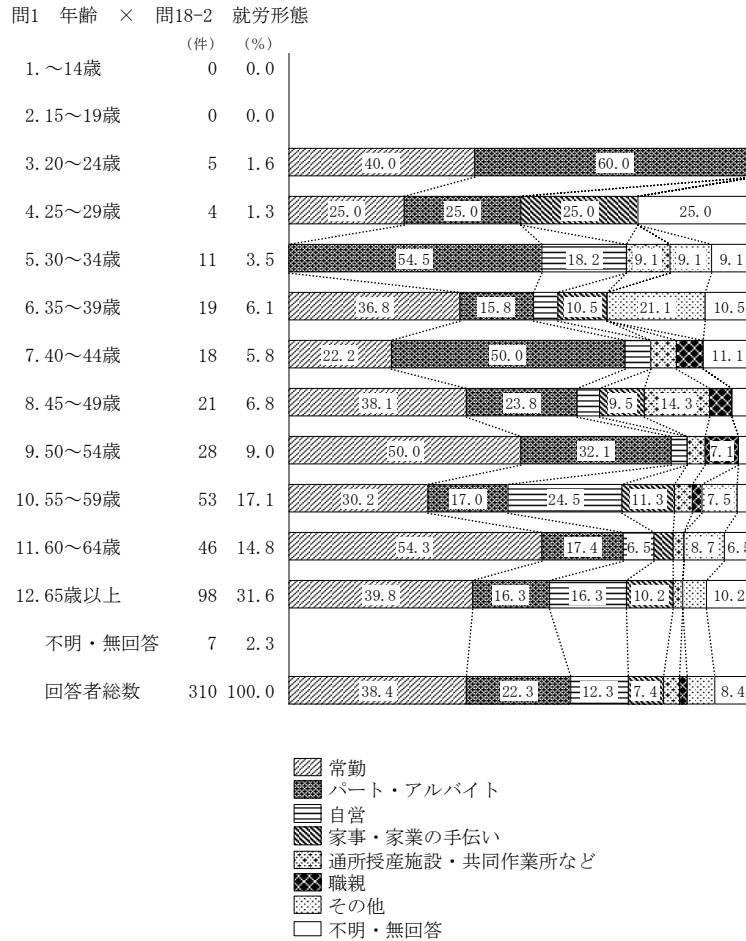 問1 年齢 × 問18-2 就労形態
(件) (%)
1.～14歳 0 0.0
2.15～19歳 0 0.0
3.20～24歳 5 1.6 40.0 60.0
4.25～29歳 4 1.3 25.0 25.0 25.0 25.0
5.30～34歳 11 3.5 54.5 18.2 9.1 9.1 9.1
6.35～39歳 19 6.1 36.8 15.8 10.5 21.1 10.5
7.40～44歳 18 5.8 22.2 50.0 11.1
8.45～49歳 21 6.8 38.1 23.8 9.5 14.3
9.50～54歳 28 9.0 50.0 32.1 7.1
10.55～59歳 53 17.1 30.2 17.0 24.5 11.3 7.5
11.60～64歳 46 14.8 54.3 17.4 6.5 8.7 6.5
12.65歳以上 98 31.6 39.8 16.3 16.3 10.2 10.2
不明・無回答 7 2.3
回答者総数 310 100.0 38.4 22.3 12.3 7.4 8.4
常勤
パート・アルバイト
自営
家事・家業の手伝い
通所授産施設・共同作業所など
職親
その他
不明・無回答